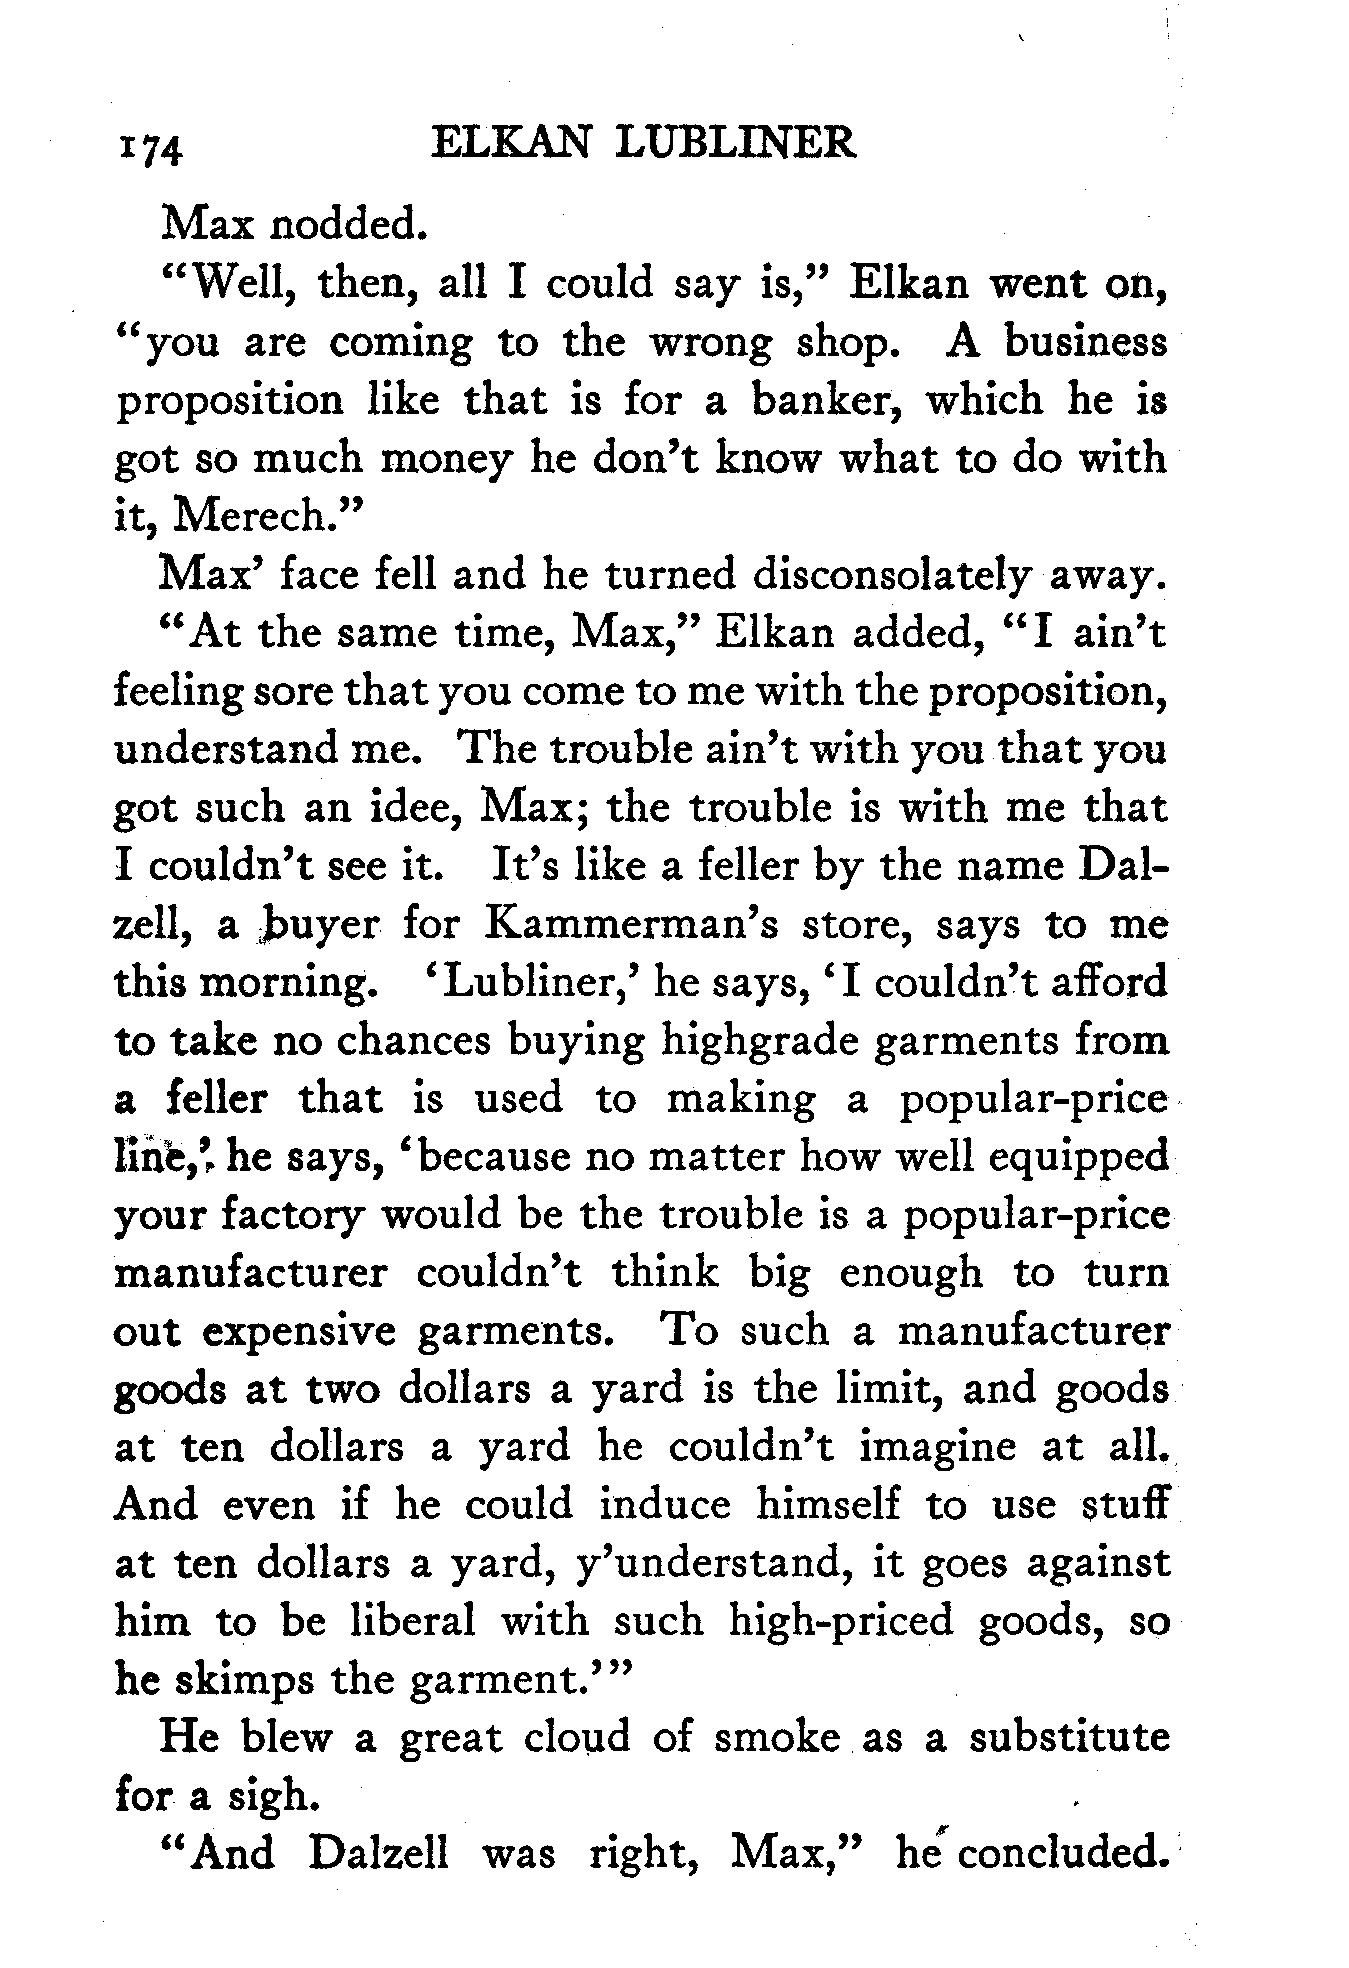 174 ELKAN LUBLINER
Max nodded.
“Well, then, all I could say is,” Elkan went on,
“you are coming to the wrong shop. A business
proposition like that is for a banker, which he is
got so much money he don’t know what to do with
it, Merech.”
Max’ face fell and he turned disconsolately away.
“At the same time, Max,” Elkan added, “I ain’t
feeling sore that you come to me with the proposition,
understand me. The trouble ain’t with you that you
got such an idee, Max; the trouble is with me that
I couldn’t see it. It’s like a feller by the name Dal-
zell, a buyer for Kammerman’s store, says to me
this morning. ‘Lubliner,’ he says, ‘I couldn’t afford
to take no chances buying highgrade garments from
a feller that is used to making a popular-price
line,’ he says, ‘because no matter how well equipped
your factory would be the trouble is a popular-price
manufacturer couldn’t think big enough to turn
out expensive garments. To such a manufacturer
goods at two dollars a yard is the limit, and goods
at ten dollars a yard he couldn’t imagine at all.
And even if he could induce himself to use stuff
at ten dollars a yard, y’understand, it goes against
him to be liberal with such high-priced goods, so
he skimps the garment.’”
He blew a great cloud of smoke as a substitute
for a sigh.
“And Dalzell was right, Max,” he concluded.